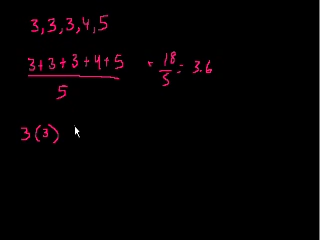 3,3,3,4,5
3+3+3+4+5 / 5 = 18/5 = 3.6
3(3)